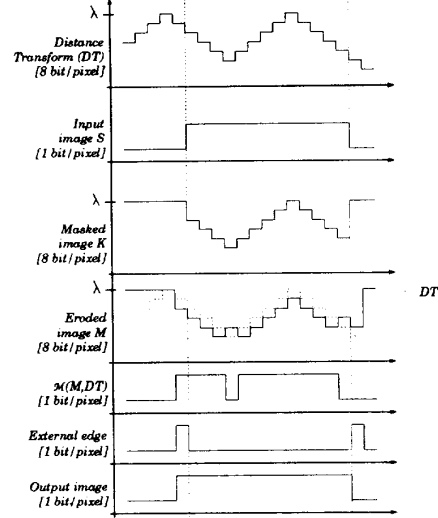 λ
Distance
Transform (DT)
[8 bit/pixel]
Input
image S
[1 bit/pixel]
λ
Masked
image K
[8 bit/pixel]
λ
DT
Eroded
image M
[8 bit/pixel]
ℳ(M,DT)
[1 bit/pixel]
External edge
[1 bit/pixel]
Output image
[1 bit/pixel]